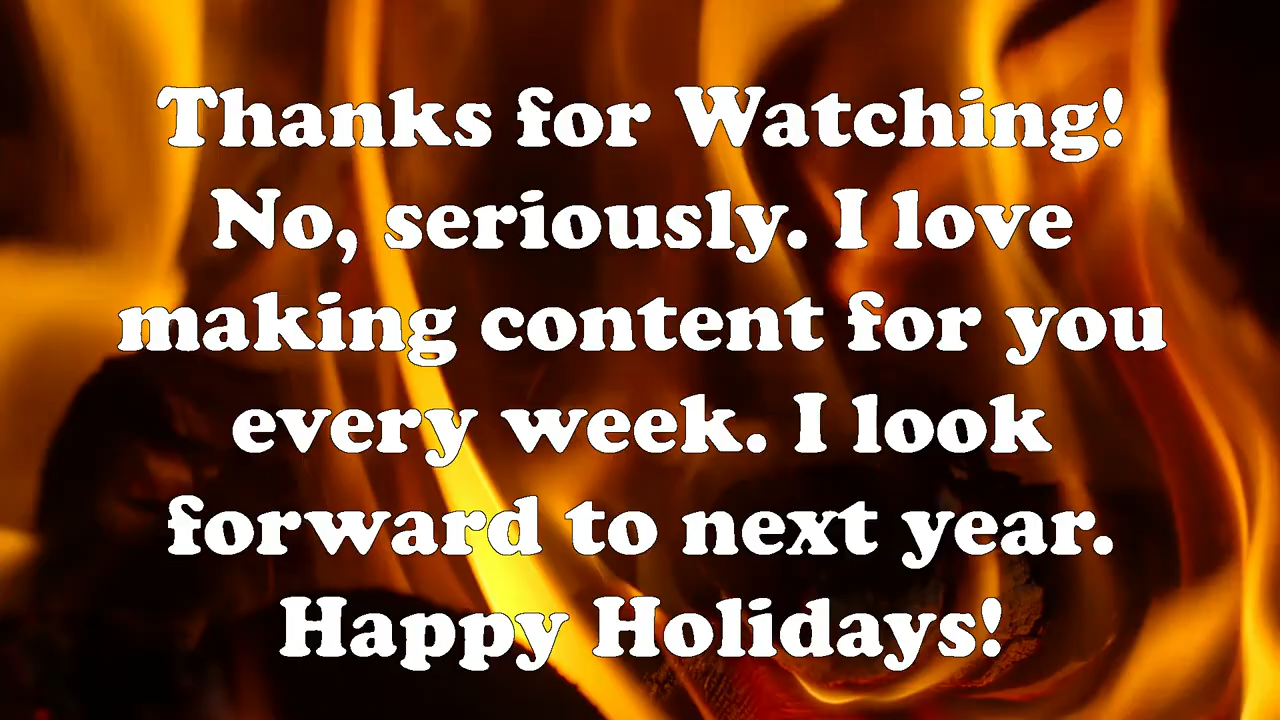 Thanks for Watching!
No, seriously. I love
making content for you
every week. I look
forward to next year.
Happy Holidays!